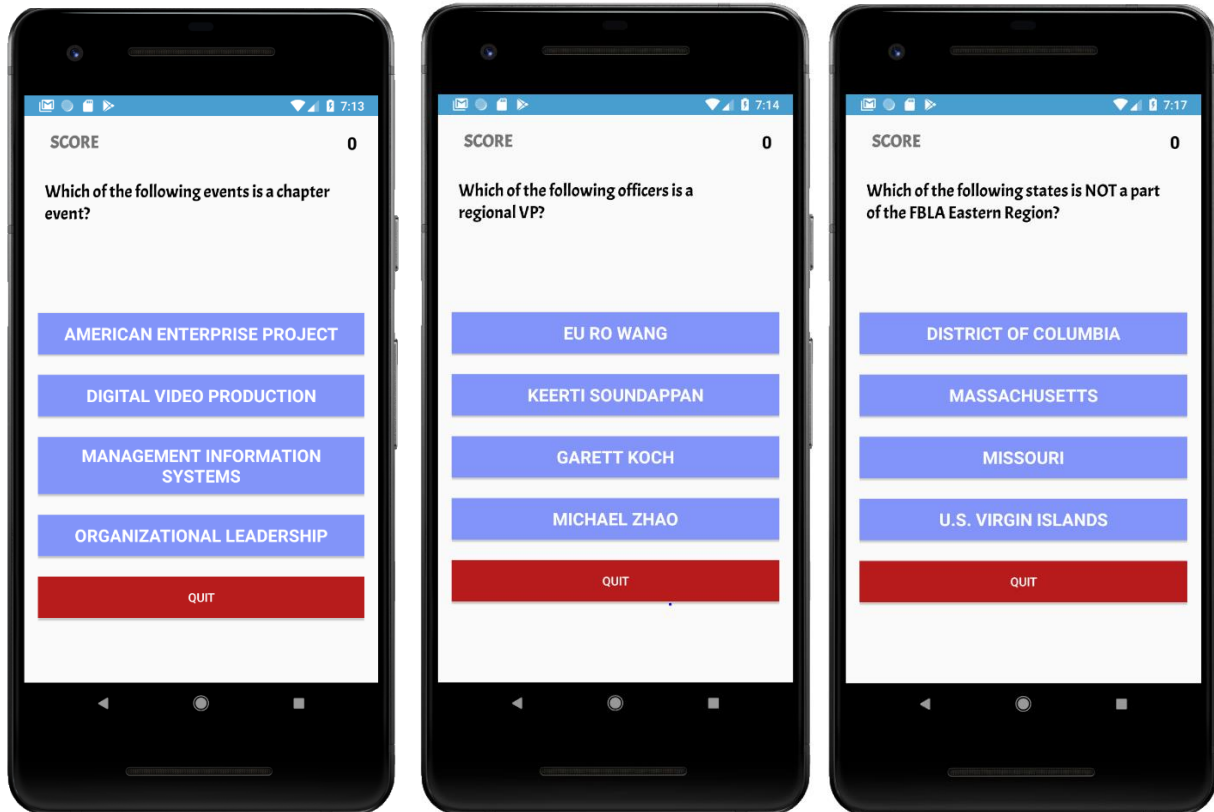 7:13
SCORE
0
Which of the following events is a chapter
event?
AMERICAN ENTERPRISE PROJECT
DIGITAL VIDEO PRODUCTION
MANAGEMENT INFORMATION
SYSTEMS
ORGANIZATIONAL LEADERSHIP
QUIT
7:14
SCORE
0
Which of the following officers is a
regional VP?
EU RO WANG
KEERTI SOUNDAPPAN
GARETT KOCH
MICHAEL ZHAO
QUIT
7:17
SCORE
0
Which of the following states is NOT a part
of the FBLA Eastern Region?
DISTRICT OF COLUMBIA
MASSACHUSETTS
MISSOURI
U.S. VIRGIN ISLANDS
QUIT